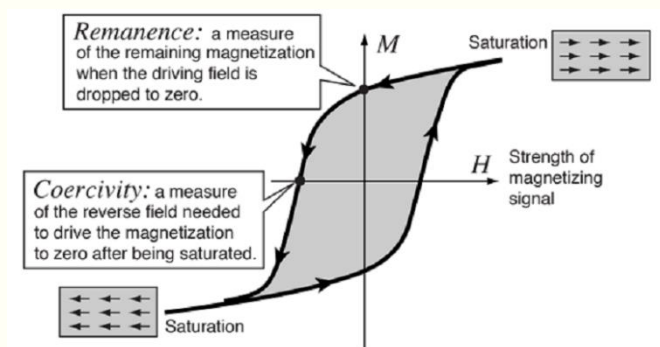 Remanence: a measure
of the remaining magnetization
when the driving field is
dropped to zero.
M
Saturation
H
Strength of
magnetizing
signal
Coercivity: a measure
of the reverse field needed
to drive the magnetization
to zero after being saturated.
Saturation